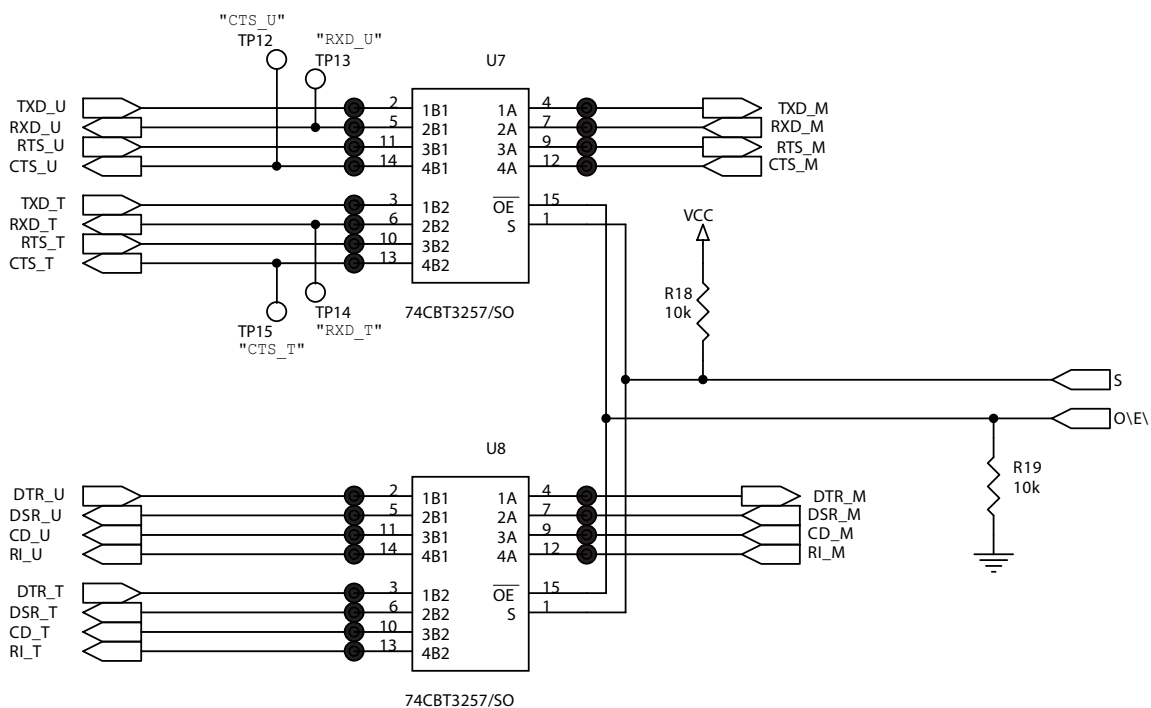 "CTS_U"
TP12
"RXD_U"
TP13
U7
TXD_U
2
1B1
1A
4
TXD_M
RXD_U
5
2B1
2A
7
RXD_M
RTS_U
11
3B1
3A
9
RTS_M
CTS_U
14
4B1
4A
12
CTS_M
TXD_T
3
1B2
OE
15
RXD_T
6
2B2
S
1
RTS_T
10
3B2
CTS_T
13
4B2
VCC
R18
10k
TP14
"RXD_T"
TP15
"CTS_T"
74CBT3257/SO
S
O\E\
R19
10k
U8
DTR_U
2
1B1
1A
4
DTR_M
DSR_U
5
2B1
2A
7
DSR_M
CD_U
11
3B1
3A
9
CD_M
RI_U
14
4B1
4A
12
RI_M
DTR_T
3
1B2
OE
15
DSR_T
6
2B2
S
1
CD_T
10
3B2
RI_T
13
4B2
74CBT3257/SO